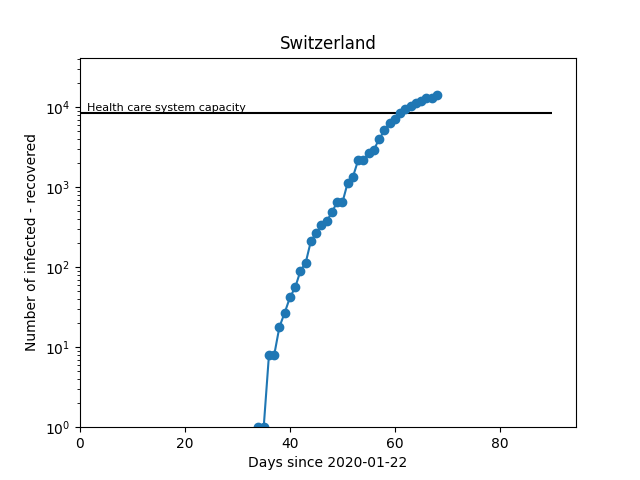 Switzerland
Health care system capacity
Number of infected - recovered
10^4
10^3
10^2
10^1
10^0
0 20 40 60 80
Days since 2020-01-22